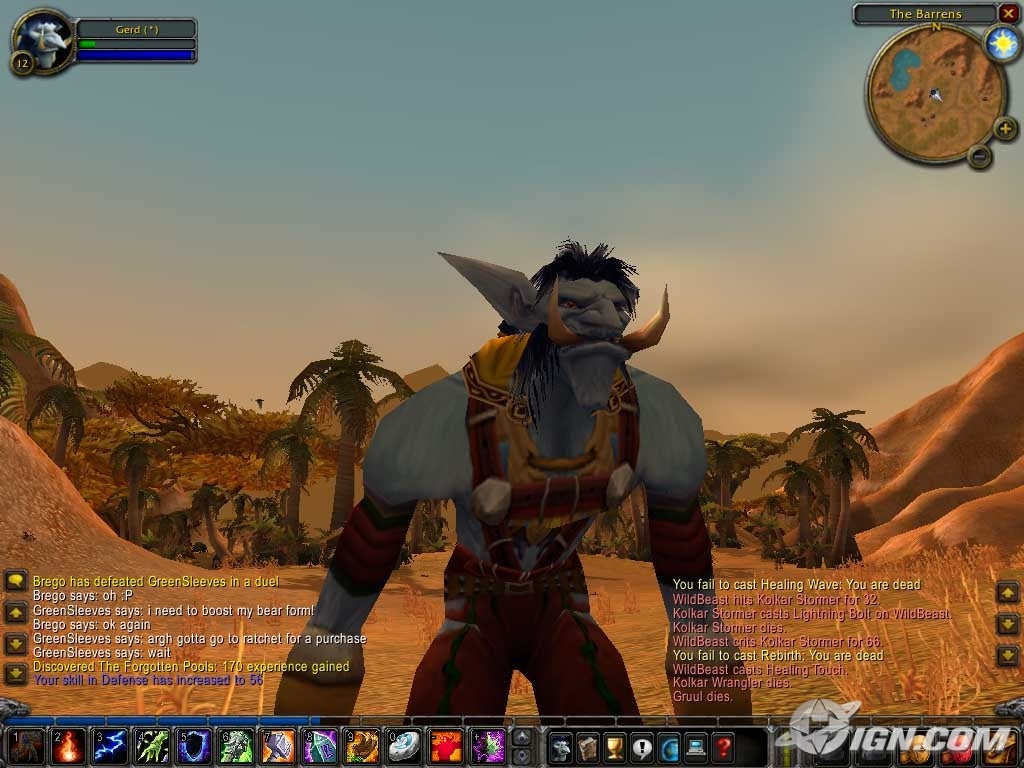 Gerd (*)
12
The Barrens
N
Brego has defeated GreenSleeves in a duel
Brego says: oh :P
GreenSleeves says: i need to boost my bear form!
Brego says: ok again
GreenSleeves says: argh gotta go to ratchet for a purchase
GreenSleeves says: wait
Discovered The Forgotten Pools: 170 experience gained
Your skill in Defense has increased to 56
You fail to cast Healing Wave: You are dead
WildBeast hits Kolkar Stormer for 32.
Kolkar Stormer casts Lightning Bolt on WildBeast.
Kolkar Stormer dies.
WildBeast crits Kolkar Stormer for 66.
You fail to cast Rebirth: You are dead
WildBeast casts Healing Touch.
Kolkar Wrangler dies.
Gruul dies.
1 2 3 4 5 6 7 8 9 0 - +
! ?
IGN.COM